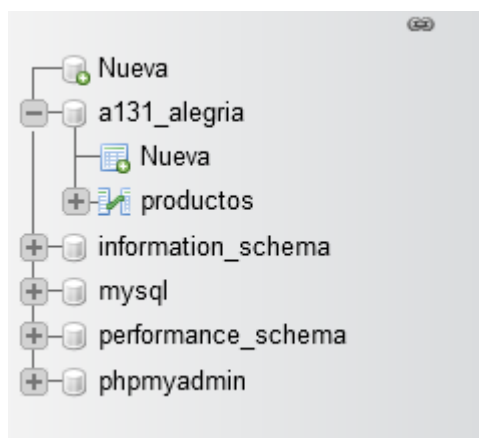 Nueva
a131_alegria
Nueva
productos
information_schema
mysql
performance_schema
phpmyadmin